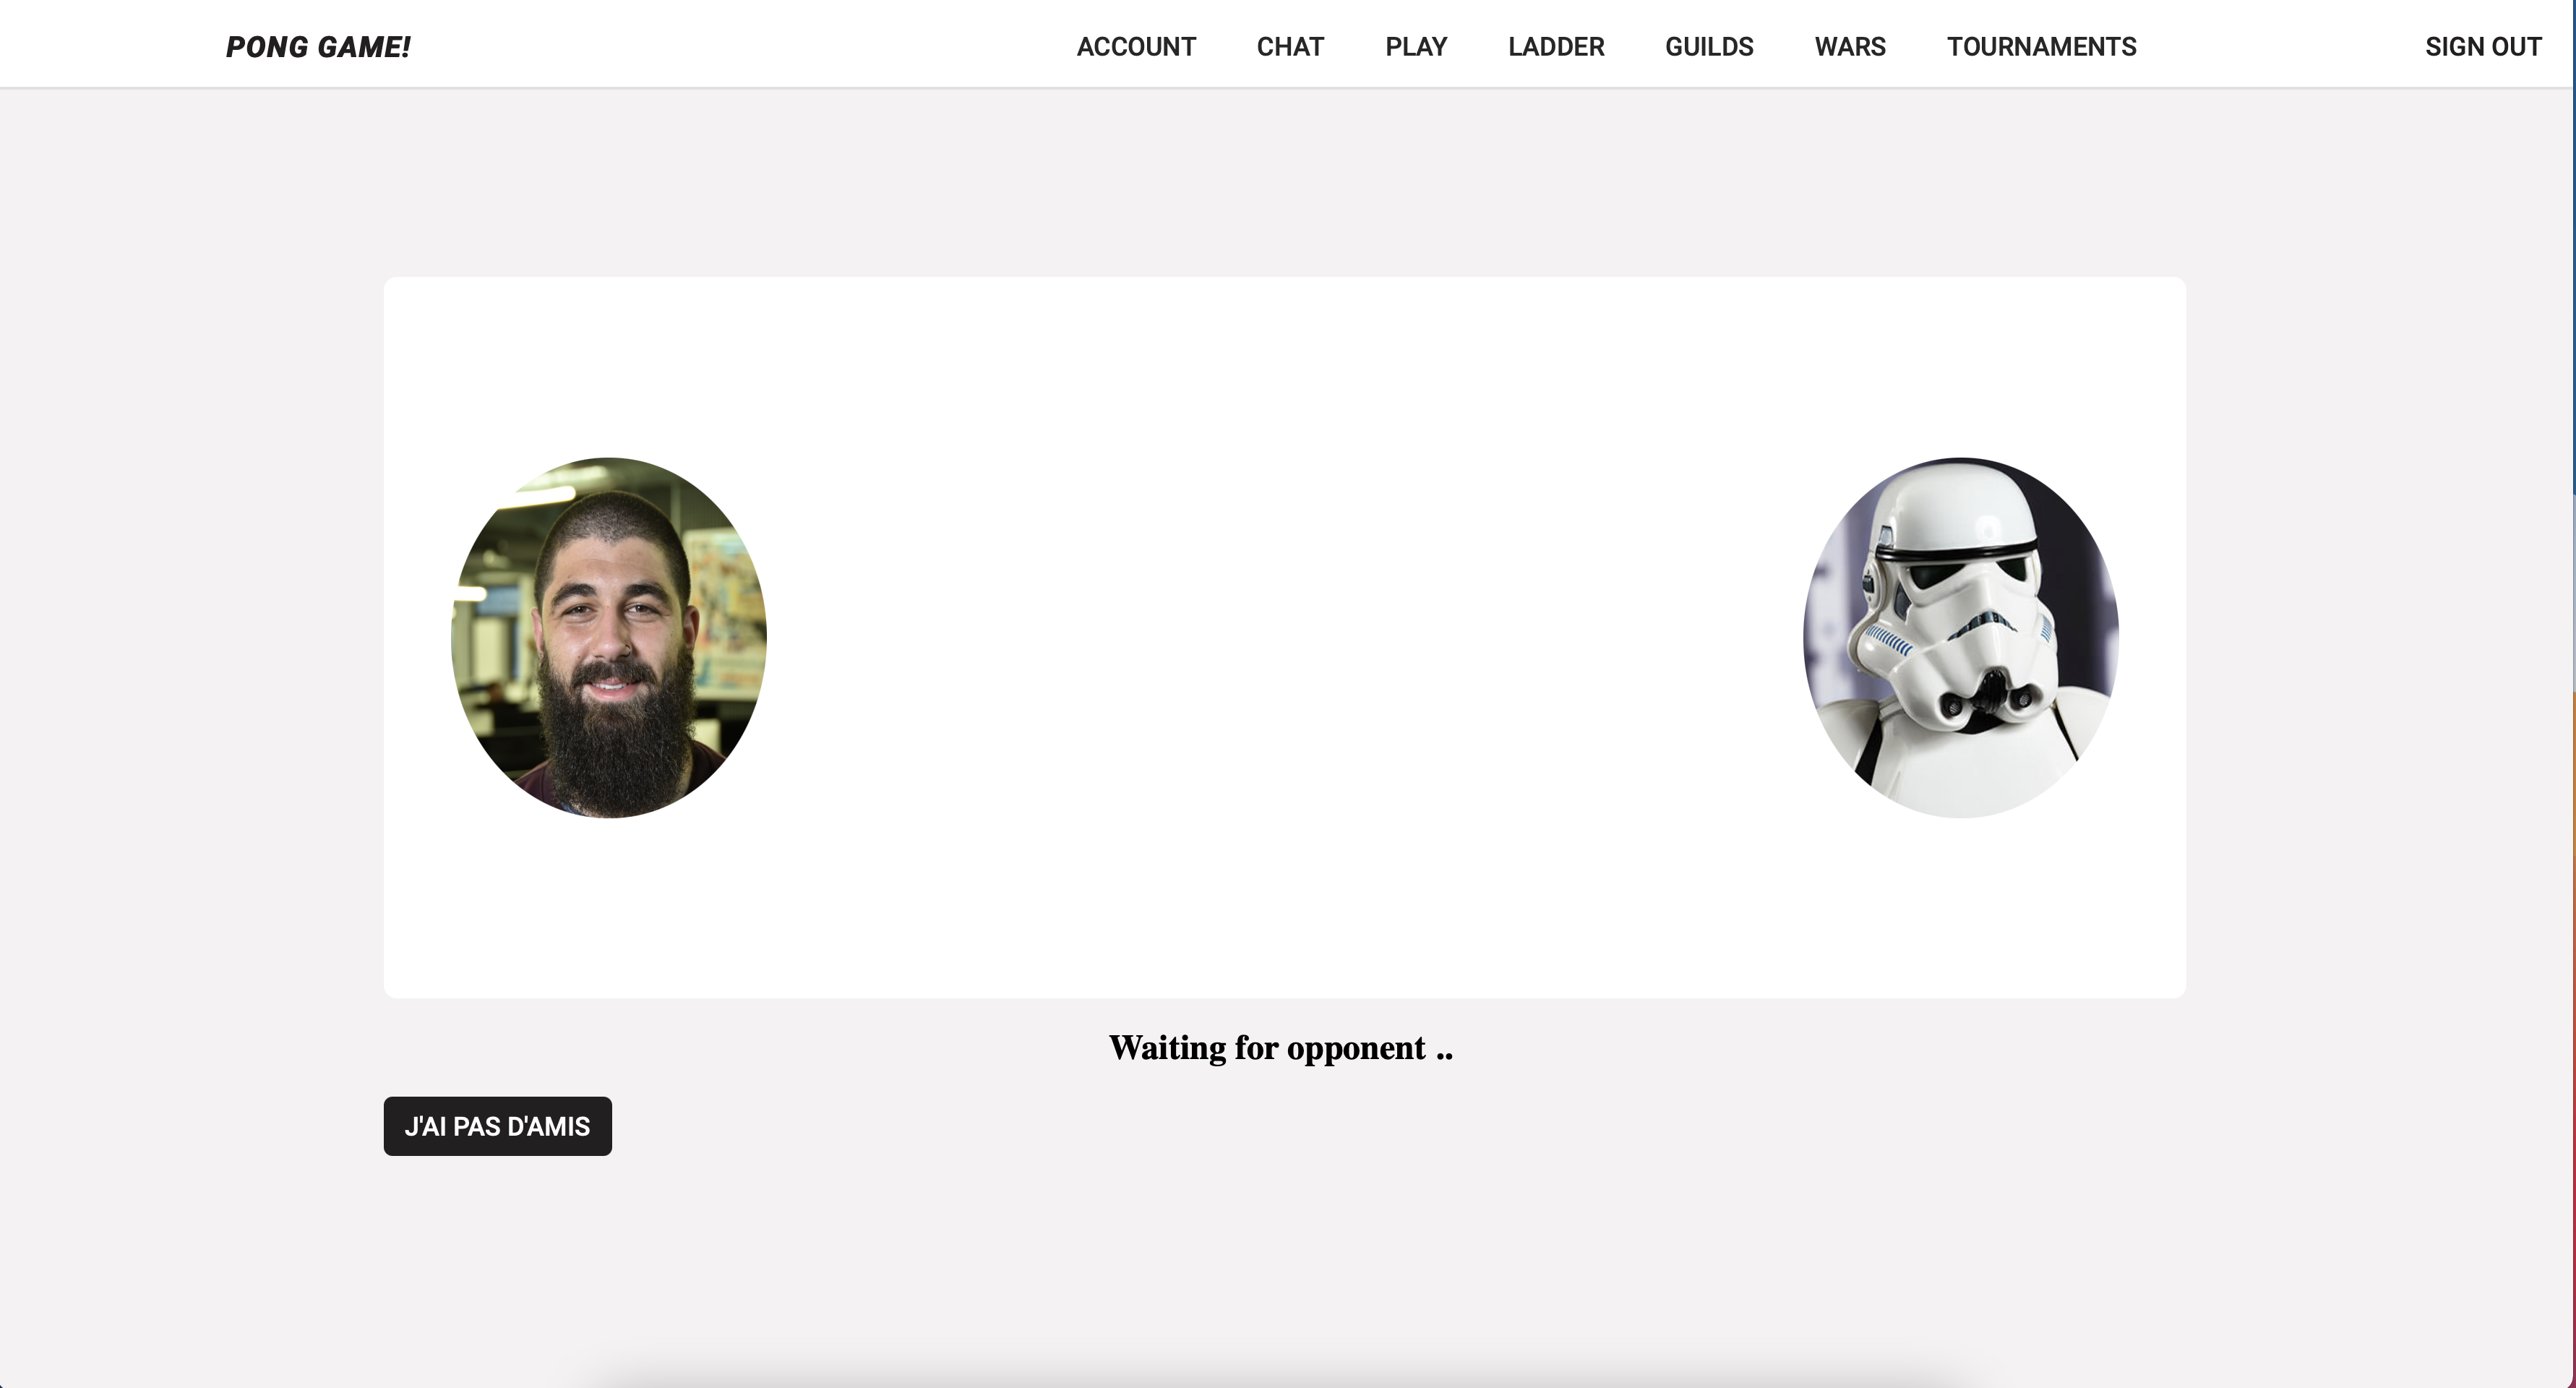 PONG GAME! ACCOUNT CHAT PLAY LADDER GUILDS WARS TOURNAMENTS SIGN OUT
Waiting for opponent ..
J'AI PAS D'AMIS